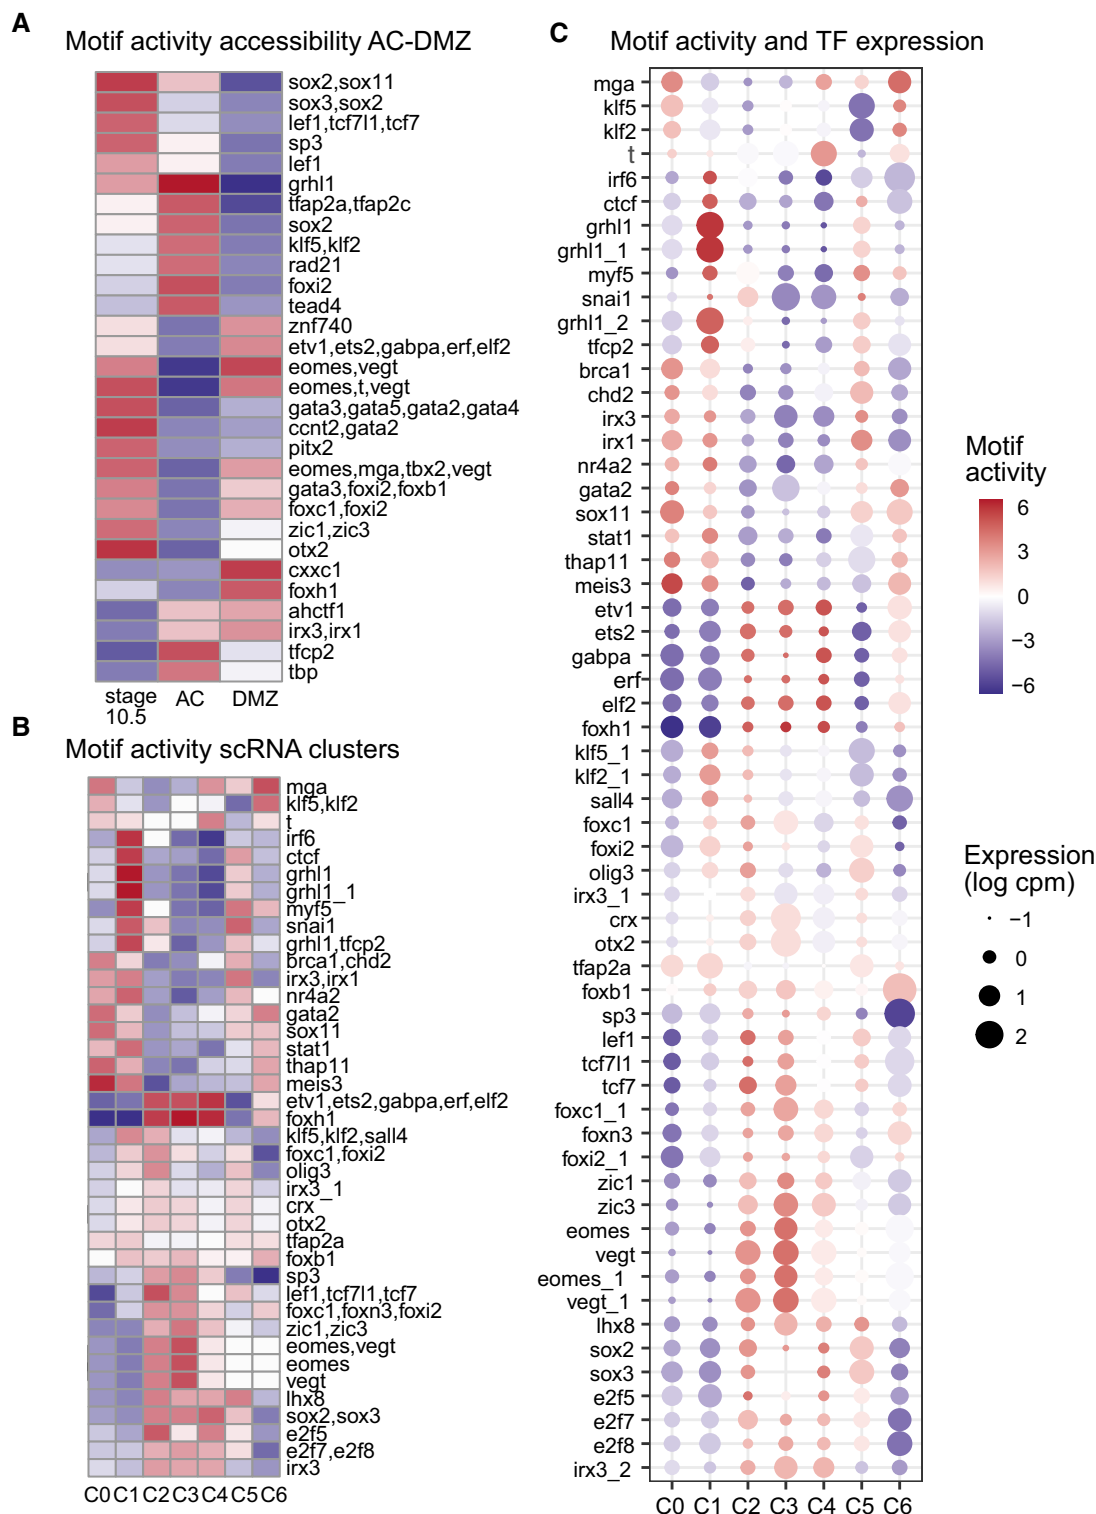 A
Motif activity accessibility AC-DMZ
sox2,sox11
sox3,sox2
lef1,tcf7l1,tcf7
sp3
lef1
grhl1
tfap2a,tfap2c
sox2
klf5,klf2
rad21
foxi2
tead4
znf740
etv1,ets2,gabpa,erf,elf2
eomes,vegt
eomes,t,vegt
gata3,gata5,gata2,gata4
ccnt2,gata2
pitx2
eomes,mga,tbx2,vegt
gata3,foxi2,foxb1
foxc1,foxi2
zic1,zic3
otx2
cxxc1
foxh1
ahctf1
irx3,irx1
tfcp2
tbp
stage
10.5
AC
DMZ
B
Motif activity scRNA clusters
mga
klf5,klf2
t
irf6
ctcf
grhl1
grhl1_1
myf5
snai1
grhl1,tfcp2
brca1,chd2
irx3,irx1
nr4a2
gata2
sox11
stat1
thap11
meis3
etv1,ets2,gabpa,erf,elf2
foxh1
klf5,klf2,sall4
foxc1,foxi2
olig3
irx3_1
crx
otx2
tfap2a
foxb1
sp3
lef1,tcf7l1,tcf7
foxc1,foxn3,foxi2
zic1,zic3
eomes,vegt
eomes
vegt
lhx8
sox2,sox3
e2f5
e2f7,e2f8
irx3
C0 C1 C2 C3 C4 C5 C6
C
Motif activity and TF expression
mga
klf5
klf2
t
irf6
ctcf
grhl1
grhl1_1
myf5
snai1
grhl1_2
tfcp2
brca1
chd2
irx3
irx1
nr4a2
gata2
sox11
stat1
thap11
meis3
etv1
ets2
gabpa
erf
elf2
foxh1
klf5_1
klf2_1
sall4
foxc1
foxi2
olig3
irx3_1
crx
otx2
tfap2a
foxb1
sp3
lef1
tcf7l1
tcf7
foxc1_1
foxn3
foxi2_1
zic1
zic3
eomes
vegt
eomes_1
vegt_1
lhx8
sox2
sox3
e2f5
e2f7
e2f8
irx3_2
C0 C1 C2 C3 C4 C5 C6
Motif
activity
6
3
0
−3
−6
Expression
(log cpm)
−1
0
1
2